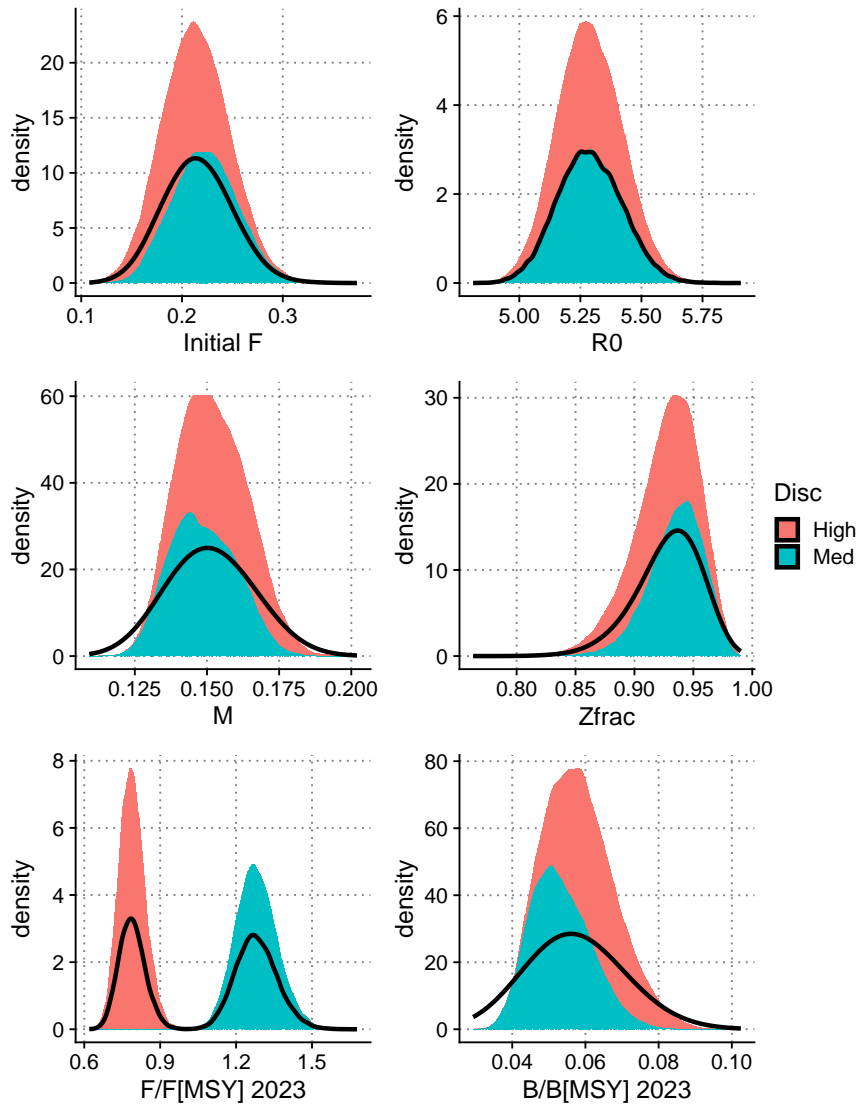 density
20
15
10
5
0
0.1 0.2 0.3
Initial F
density
6
4
2
0
5.00 5.25 5.50 5.75
R0
density
60
40
20
0
0.125 0.150 0.175 0.200
M
density
30
20
10
0
0.80 0.85 0.90 0.95 1.00
Zfrac
Disc
High
Med
density
8
6
4
2
0
0.6 0.9 1.2 1.5
F/F[MSY] 2023
density
80
60
40
20
0
0.04 0.06 0.08 0.10
B/B[MSY] 2023